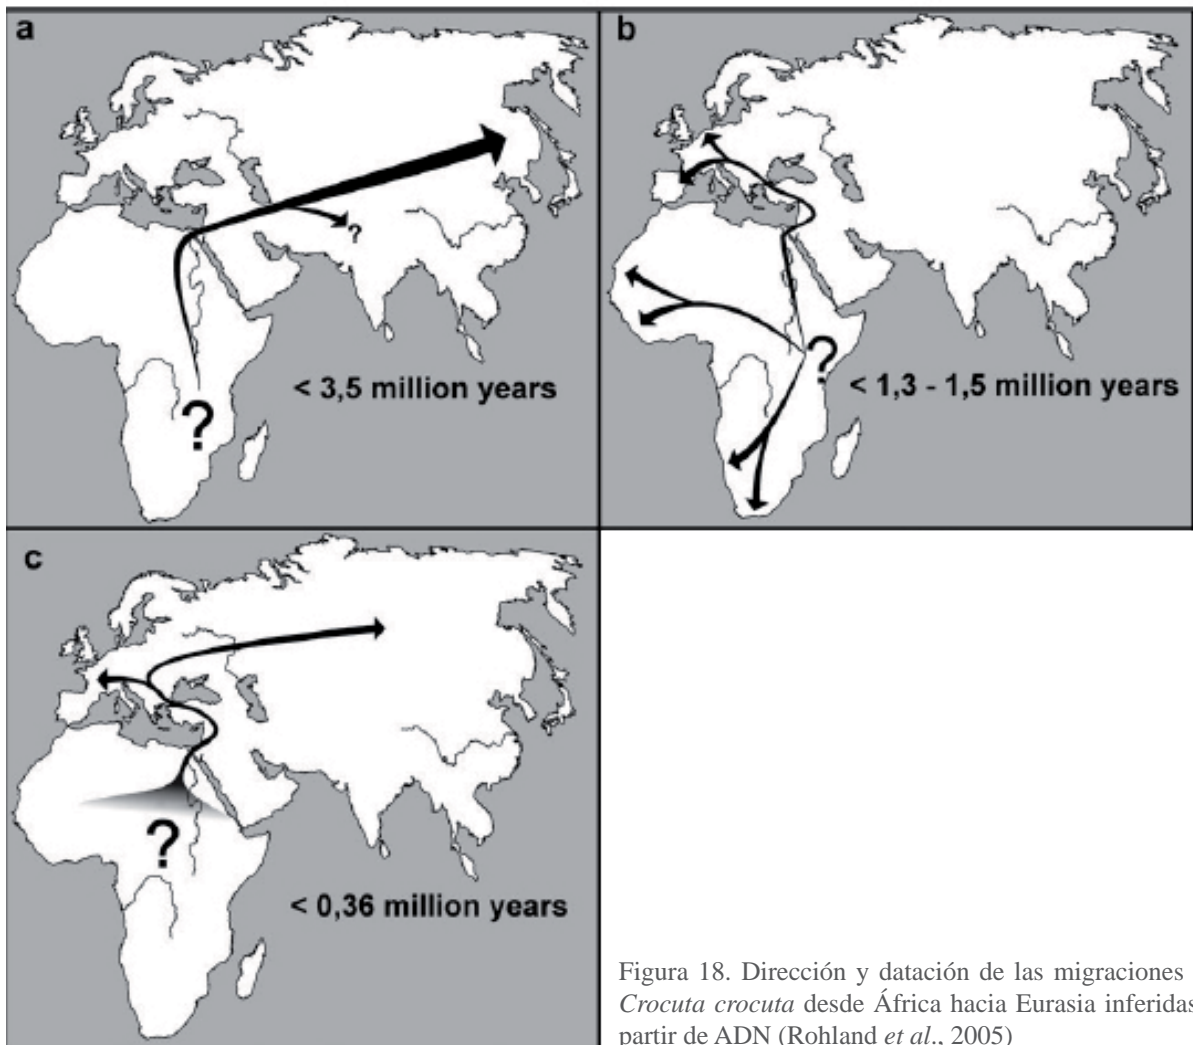 a
?
< 3,5 million years
?
b
?
< 1,3 - 1,5 million years
c
?
< 0,36 million years
Figura 18. Dirección y datación de las migraciones
Crocuta crocuta desde África hacia Eurasia inferidas
partir de ADN (Rohland et al., 2005)